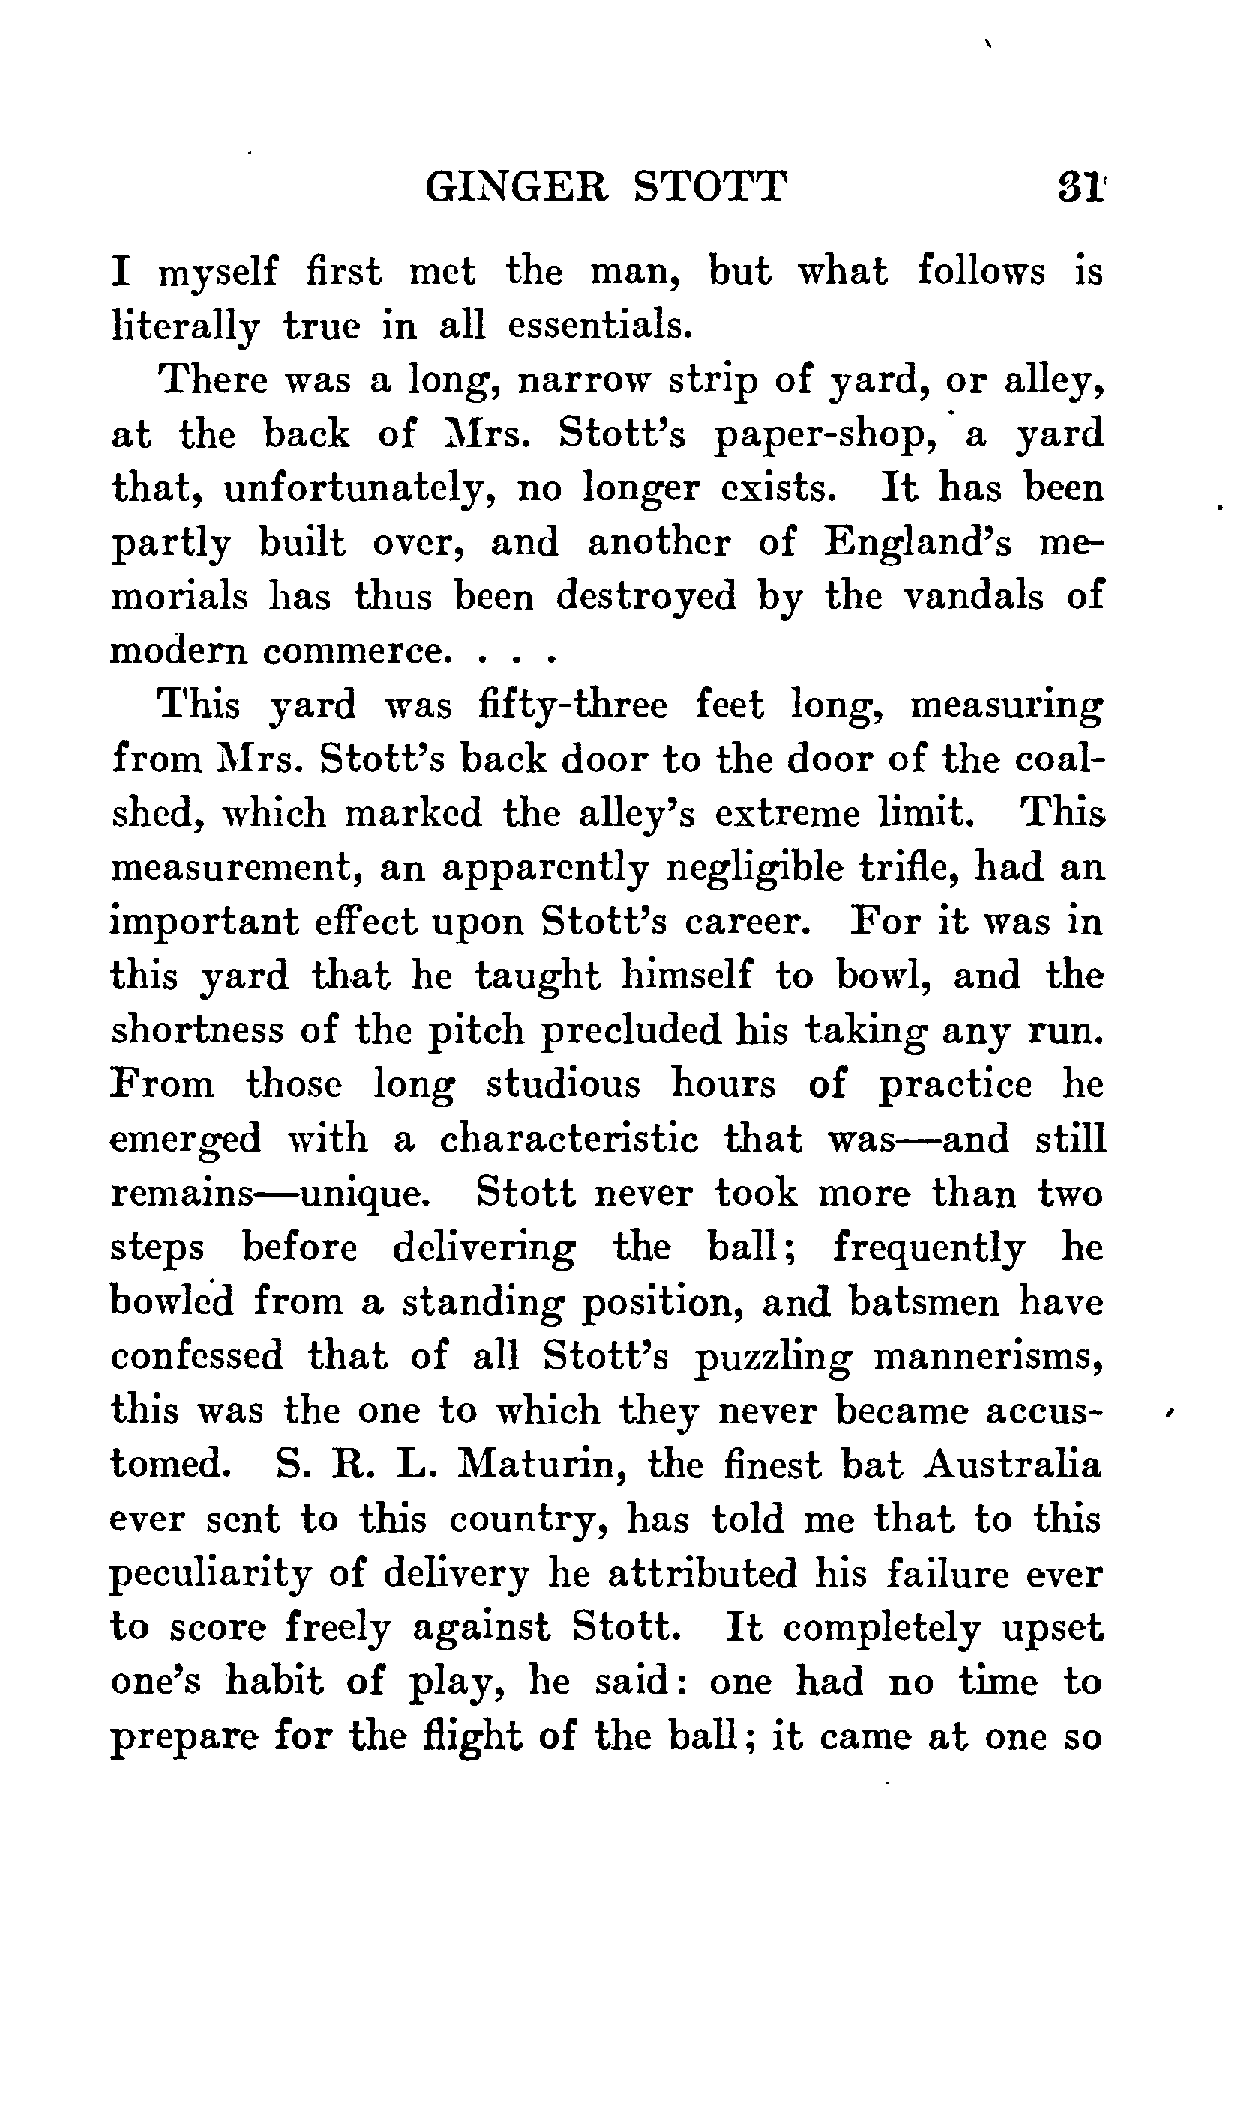 GINGER STOTT 31
I myself first met the man, but what follows is
literally true in all essentials.
There was a long, narrow strip of yard, or alley,
at the back of Mrs. Stott's paper-shop, a yard
that, unfortunately, no longer exists. It has been
partly built over, and another of England's me-
morials has thus been destroyed by the vandals of
modern commerce. . . .
This yard was fifty-three feet long, measuring
from Mrs. Stott's back door to the door of the coal-
shed, which marked the alley's extreme limit. This
measurement, an apparently negligible trifle, had an
important effect upon Stott's career. For it was in
this yard that he taught himself to bowl, and the
shortness of the pitch precluded his taking any run.
From those long studious hours of practice he
emerged with a characteristic that was—and still
remains—unique. Stott never took more than two
steps before delivering the ball; frequently he
bowled from a standing position, and batsmen have
confessed that of all Stott's puzzling mannerisms,
this was the one to which they never became accus-
tomed. S. R. L. Maturin, the finest bat Australia
ever sent to this country, has told me that to this
peculiarity of delivery he attributed his failure ever
to score freely against Stott. It completely upset
one's habit of play, he said: one had no time to
prepare for the flight of the ball; it came at one so